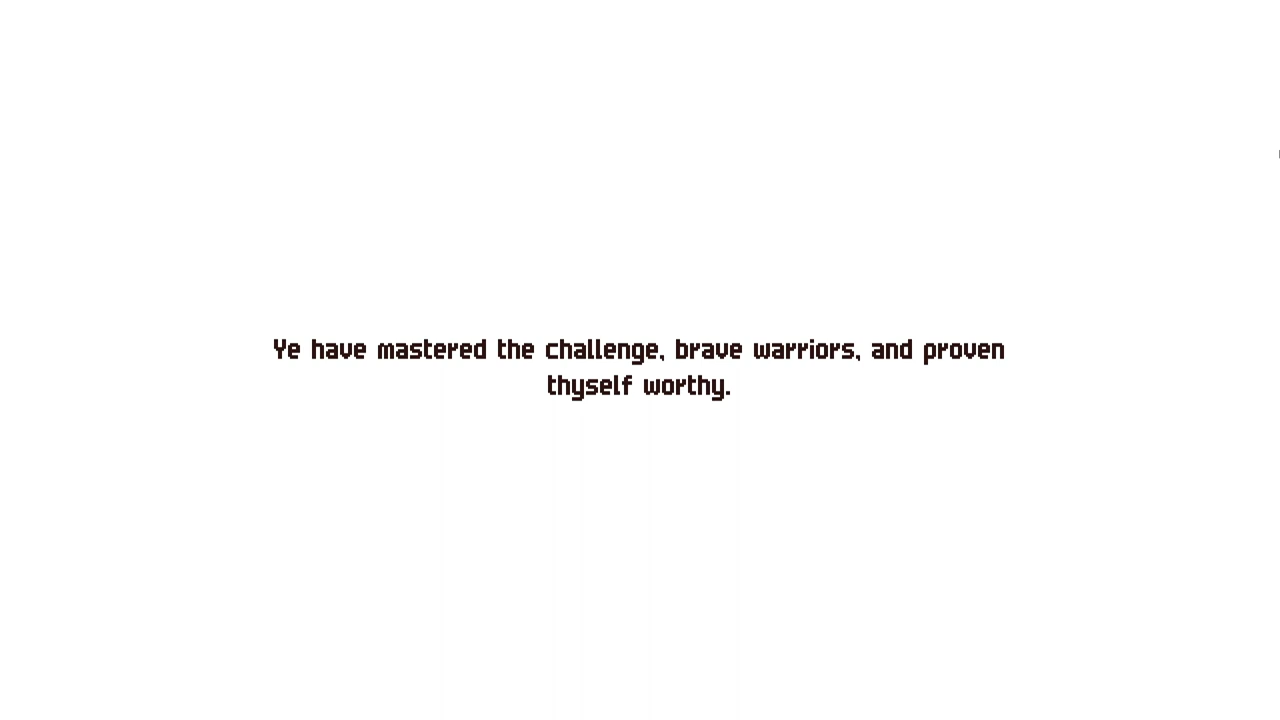 Ye have mastered the challenge, brave warriors, and proven
thyself worthy.